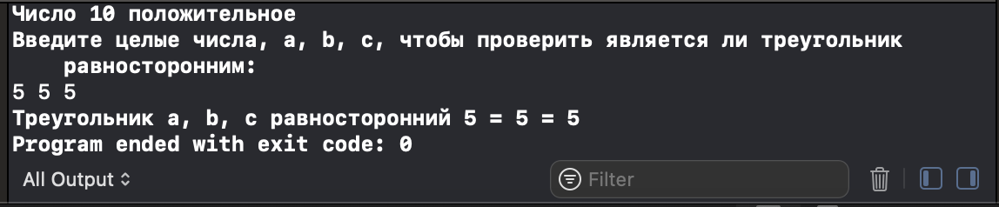 Число 10 положительное
Введите целые числа, a, b, c, чтобы проверить является ли треугольник
равносторонним:
5 5 5
Треугольник a, b, c равносторонний 5 = 5 = 5
Program ended with exit code: 0
All Output
Filter